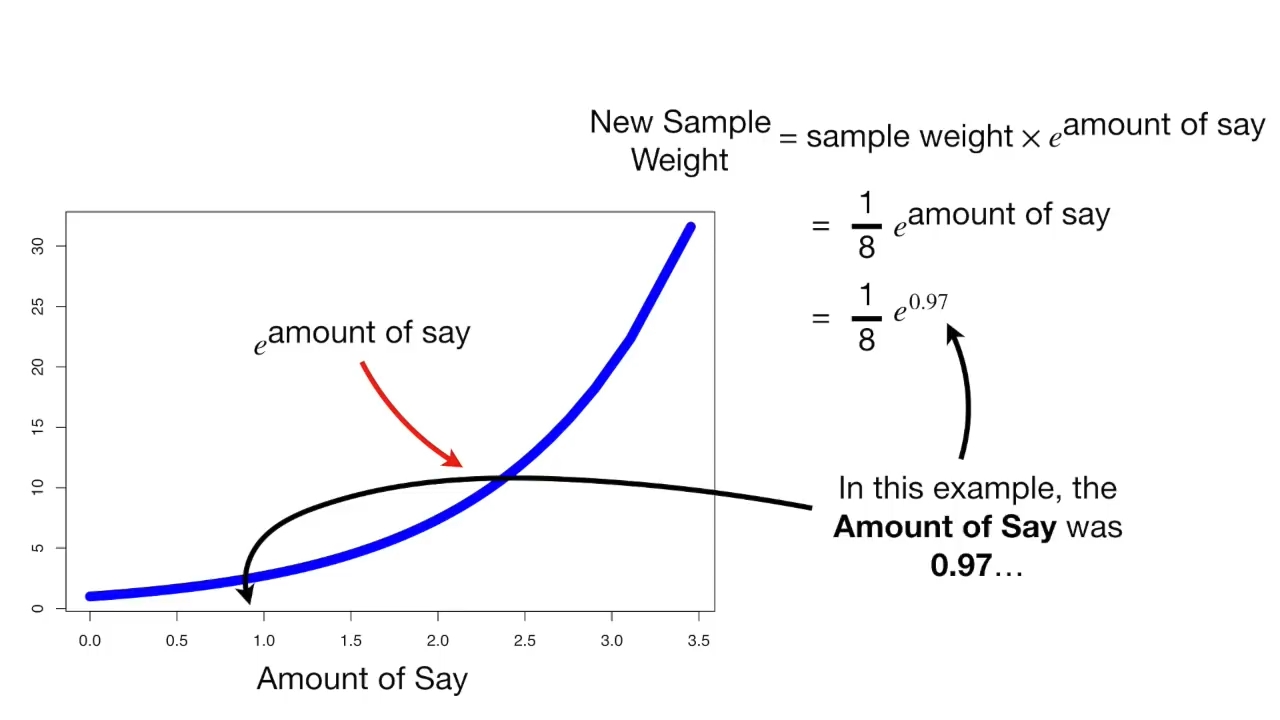 New Sample
Weight
= sample weight × e^amount of say
= 1/8 e^amount of say
= 1/8 e^0.97
e^amount of say
30
25
20
15
10
5
0
0.0 0.5 1.0 1.5 2.0 2.5 3.0 3.5
Amount of Say
In this example, the
Amount of Say was
0.97…